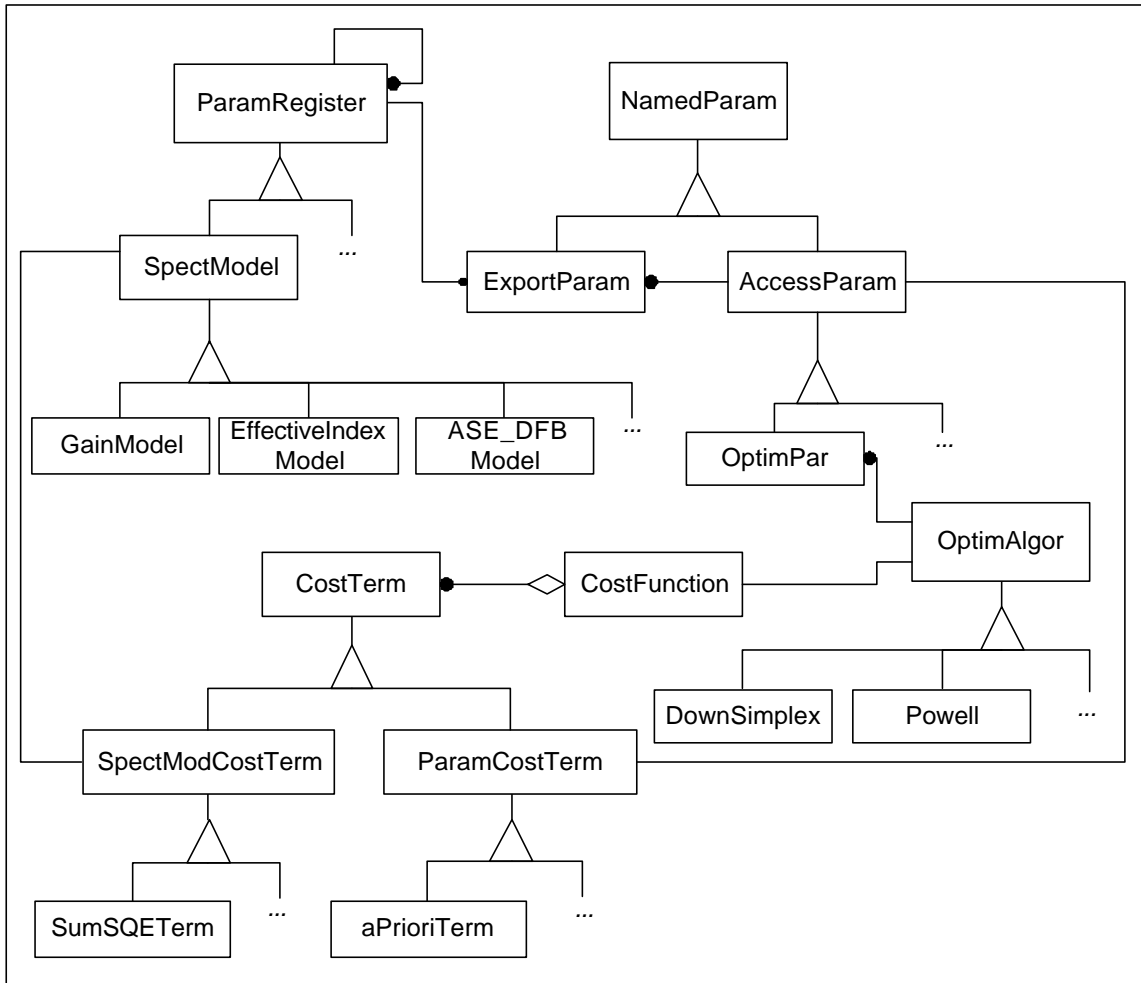 ParamRegister
NamedParam
...
SpectModel
ExportParam
AccessParam
GainModel
EffectiveIndex
Model
ASE_DFB
Model
...
OptimPar
...
OptimAlgor
CostTerm
CostFunction
DownSimplex
Powell
...
SpectModCostTerm
ParamCostTerm
SumSQETerm
...
aPrioriTerm
...